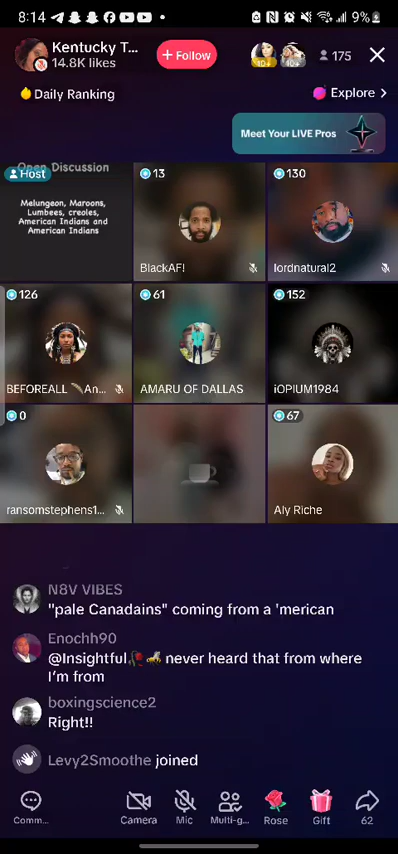 8:14
9%
Kentucky T...
14.8K likes
+ Follow
10+
10+
175
Daily Ranking
Explore >
Meet Your LIVE Pros
Host
Open Discussion
Melungeon, Maroons,
Lumbees, creoles,
American Indians and
American Indians
13
BlackAF!
130
lordnatural2
126
BEFOREALL An...
61
AMARU OF DALLAS
152
iOPIUM1984
0
ransomstephens1...
67
Aly Riche
N8V VIBES
"pale Canadains" coming from a 'merican
Enochh90
@Insightful🥀🐎 never heard that from where
I'm from
boxingscience2
Right!!
Levy2Smoothe joined
Comm...
Camera
Mic
Multi-g...
Rose
Gift
62